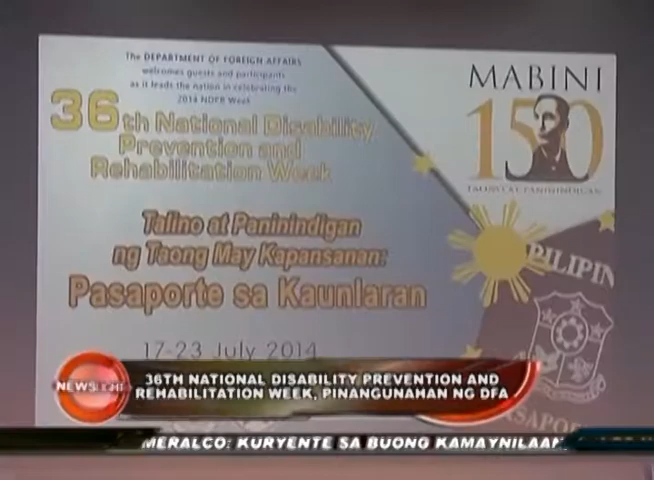 The DEPARTMENT OF FOREIGN AFFAIRS
welcomes guests and participants
as it leads the nation in celebrating the
2014 NDPR Week
36th National Disability
Prevention and
Rehabilitation Week
MABINI
150
TALINO AT PANININDIGAN
Talino at Paninindigan
ng Taong May Kapansanan:
Pasaporte sa Kaunlaran
PILIPIN
17-23 July 2014
NEWSLIGHT
36TH NATIONAL DISABILITY PREVENTION AND
REHABILITATION WEEK, PINANGUNAHAN NG DFA
MERALCO: KURYENTE SA BUONG KAMAYNILAAN